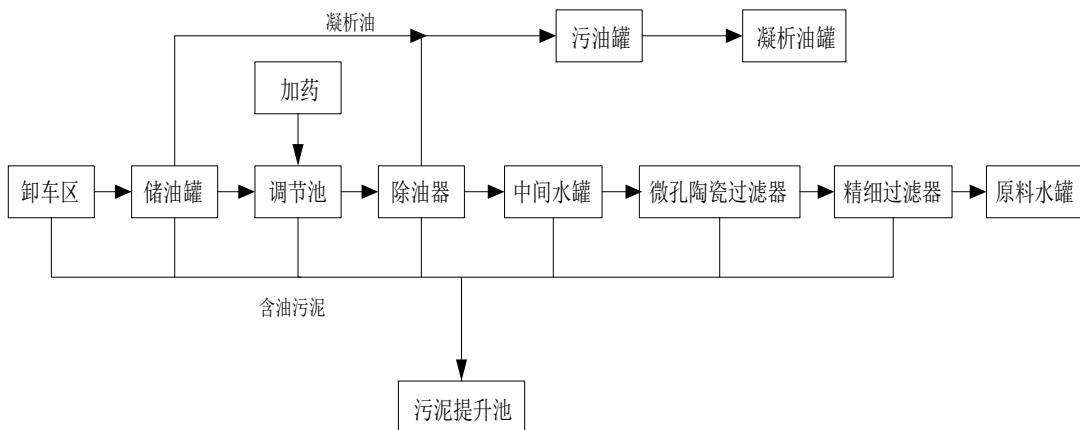 凝析油
污油罐
凝析油罐
加药
卸车区
储油罐
调节池
除油器
中间水罐
微孔陶瓷过滤器
精细过滤器
原料水罐
含油污泥
污泥提升池